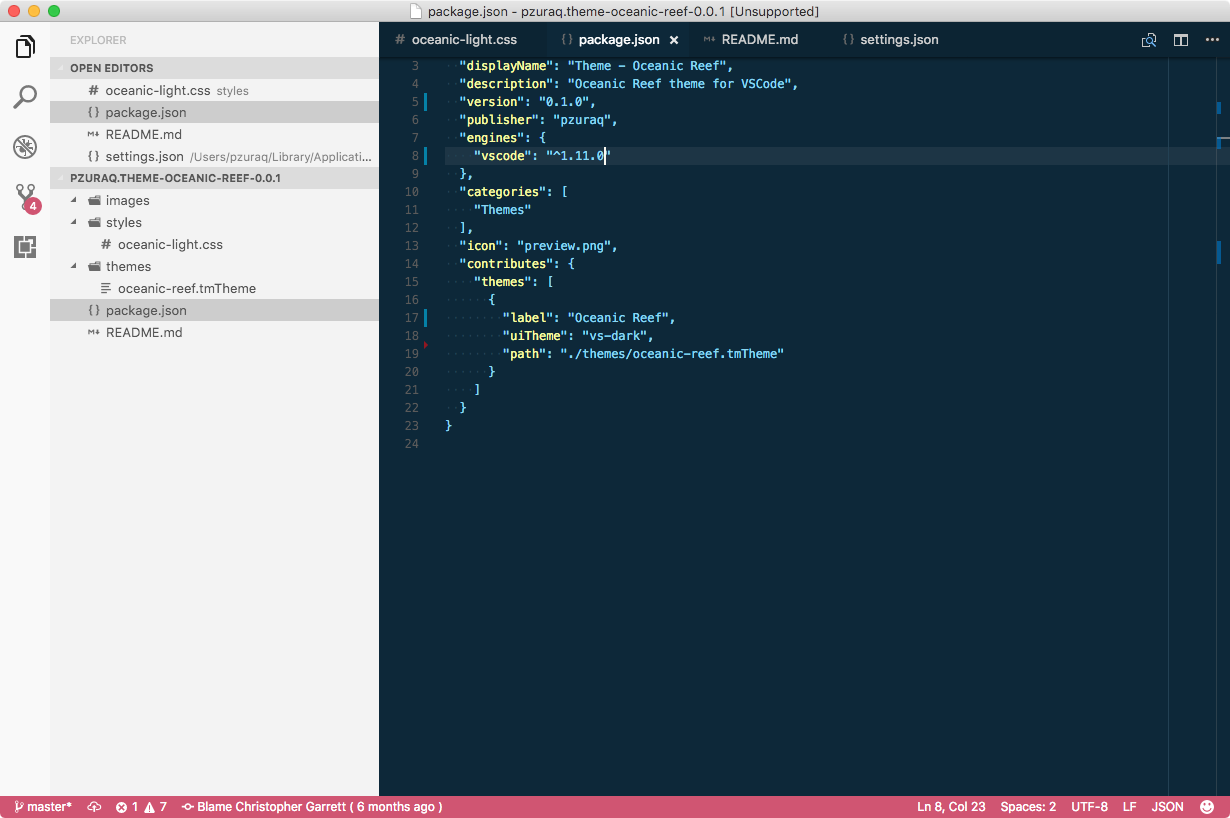 package.json - pzuraq.theme-oceanic-reef-0.0.1 [Unsupported]
EXPLORER
OPEN EDITORS
# oceanic-light.css styles
{} package.json
M↓ README.md
{} settings.json /Users/pzuraq/Library/Applicati...
PZURAQ.THEME-OCEANIC-REEF-0.0.1
images
styles
# oceanic-light.css
themes
oceanic-reef.tmTheme
{} package.json
M↓ README.md
4
# oceanic-light.css {} package.json × M↓ README.md {} settings.json
3 "displayName": "Theme - Oceanic Reef",
4 "description": "Oceanic Reef theme for VSCode",
5 "version": "0.1.0",
6 "publisher": "pzuraq",
7 "engines": {
8 "vscode": "^1.11.0"
9 },
10 "categories": [
11 "Themes"
12 ],
13 "icon": "preview.png",
14 "contributes": {
15 "themes": [
16 {
17 "label": "Oceanic Reef",
18 "uiTheme": "vs-dark",
19 "path": "./themes/oceanic-reef.tmTheme"
20 }
21 ]
22 }
23 }
24
master* 1 7 Blame Christopher Garrett ( 6 months ago ) Ln 8, Col 23 Spaces: 2 UTF-8 LF JSON